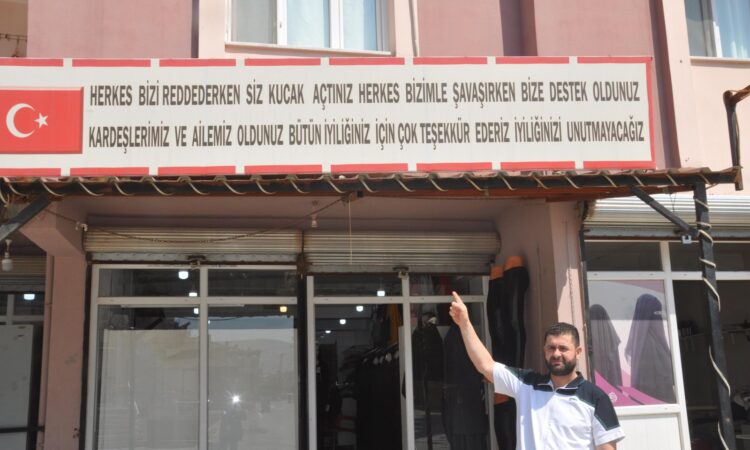 HERKES BİZİ REDDEDERKEN SİZ KUCAK AÇTINIZ HERKES BİZİMLE ŞAVAŞIRKEN BİZE DESTEK OLDUNUZ
KARDEŞLERİMİZ VE AİLEMİZ OLDUNUZ BÜTÜN İYİLİĞİNİZ İÇİN ÇOK TEŞEKKÜR EDERİZ İYİLİĞİNİZİ UNUTMAYACAĞIZ